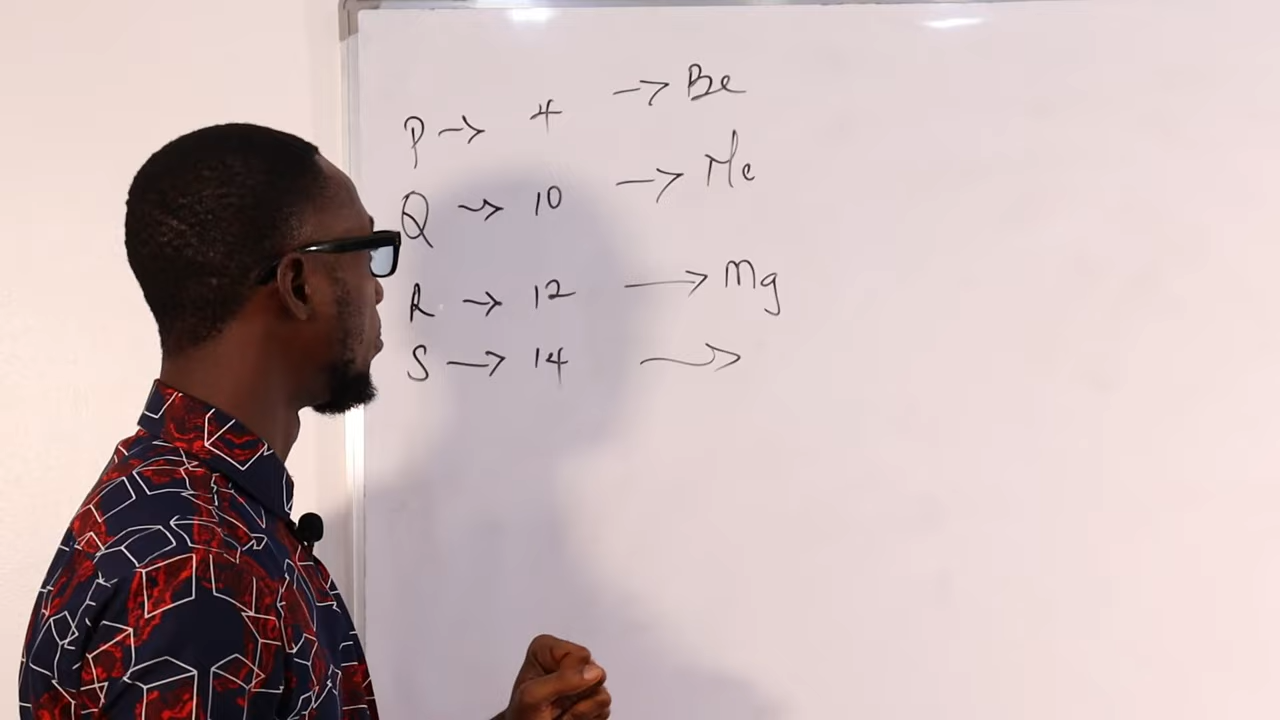 P → 4 → Be
Q → 10 → Ne
R → 12 → Mg
S → 14 →